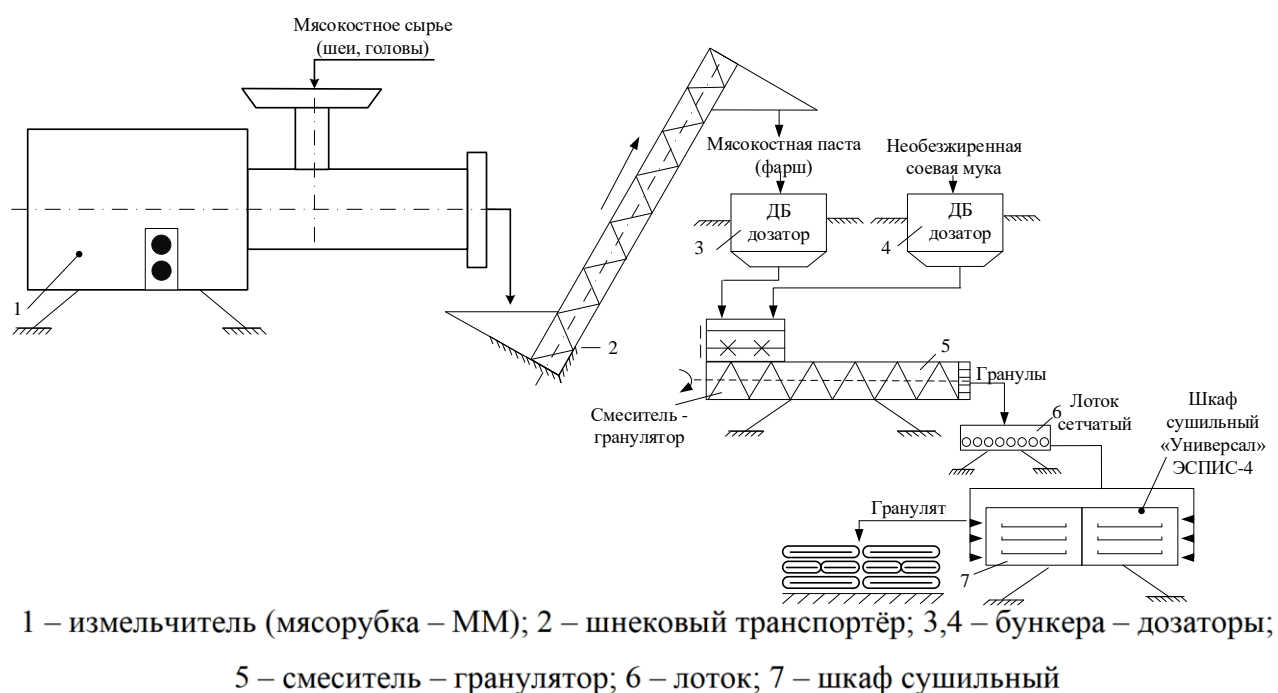 Мясокостное сырье
(шеи, головы)
Мясокостная паста
(фарш)
Необезжиренная
соевая мука
ДБ
дозатор
3
ДБ
дозатор
4
1
2
5
Смеситель -
гранулятор
Гранулы
Лоток
сетчатый
6
Шкаф
сушильный
«Универсал»
ЭСПИС-4
Гранулят
7
1 – измельчитель (мясорубка – ММ); 2 – шнековый транспортёр; 3,4 – бункера – дозаторы;
5 – смеситель – гранулятор; 6 – лоток; 7 – шкаф сушильный